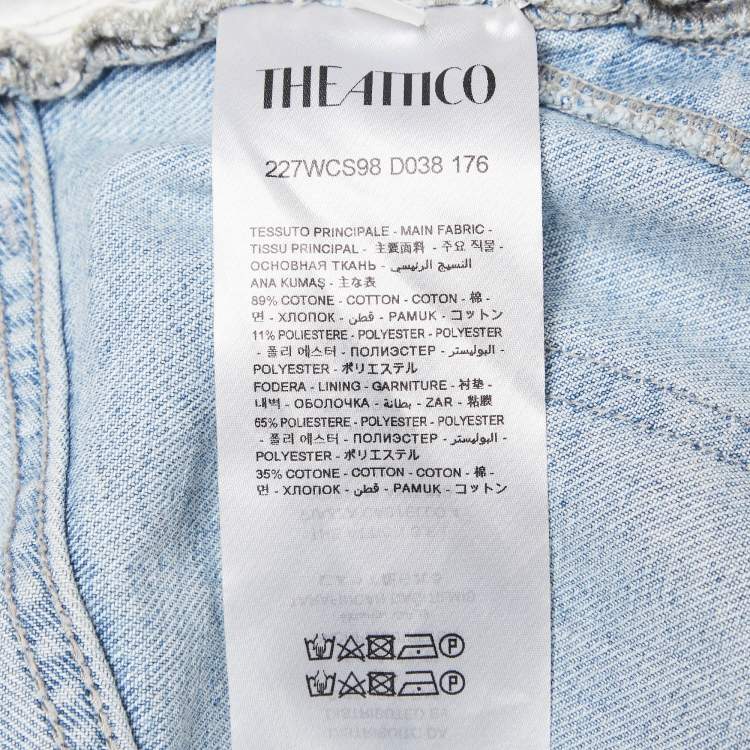 THE ATTICO
227WCS98 D038 176
TESSUTO PRINCIPALE - MAIN FABRIC -
TISSU PRINCIPAL - 主要面料 - 주요 직물 -
ОСНОВНАЯ ТКАНЬ - النسيج الرئيسي -
ANA KUMAŞ - 主な表
89% COTONE - COTTON - COTON - 棉 -
면 - ХЛОПОК - قطن - PAMUK - コットン
11% POLIESTERE - POLYESTER - POLYESTER
- 폴리 에스터 - ПОЛИЭСТЕР - البوليستر -
POLYESTER - ポリエステル
FODERA - LINING - GARNITURE - 衬垫 -
내벽 - ОБОЛОЧКА - بطانة - ZAR - 粘膜
65% POLIESTERE - POLYESTER - POLYESTER
- 폴리 에스터 - ПОЛИЭСТЕР - البوليستر -
POLYESTER - ポリエステル
35% COTONE - COTTON - COTON - 棉 -
면 - ХЛОПОК - قطن - PAMUK - コットン